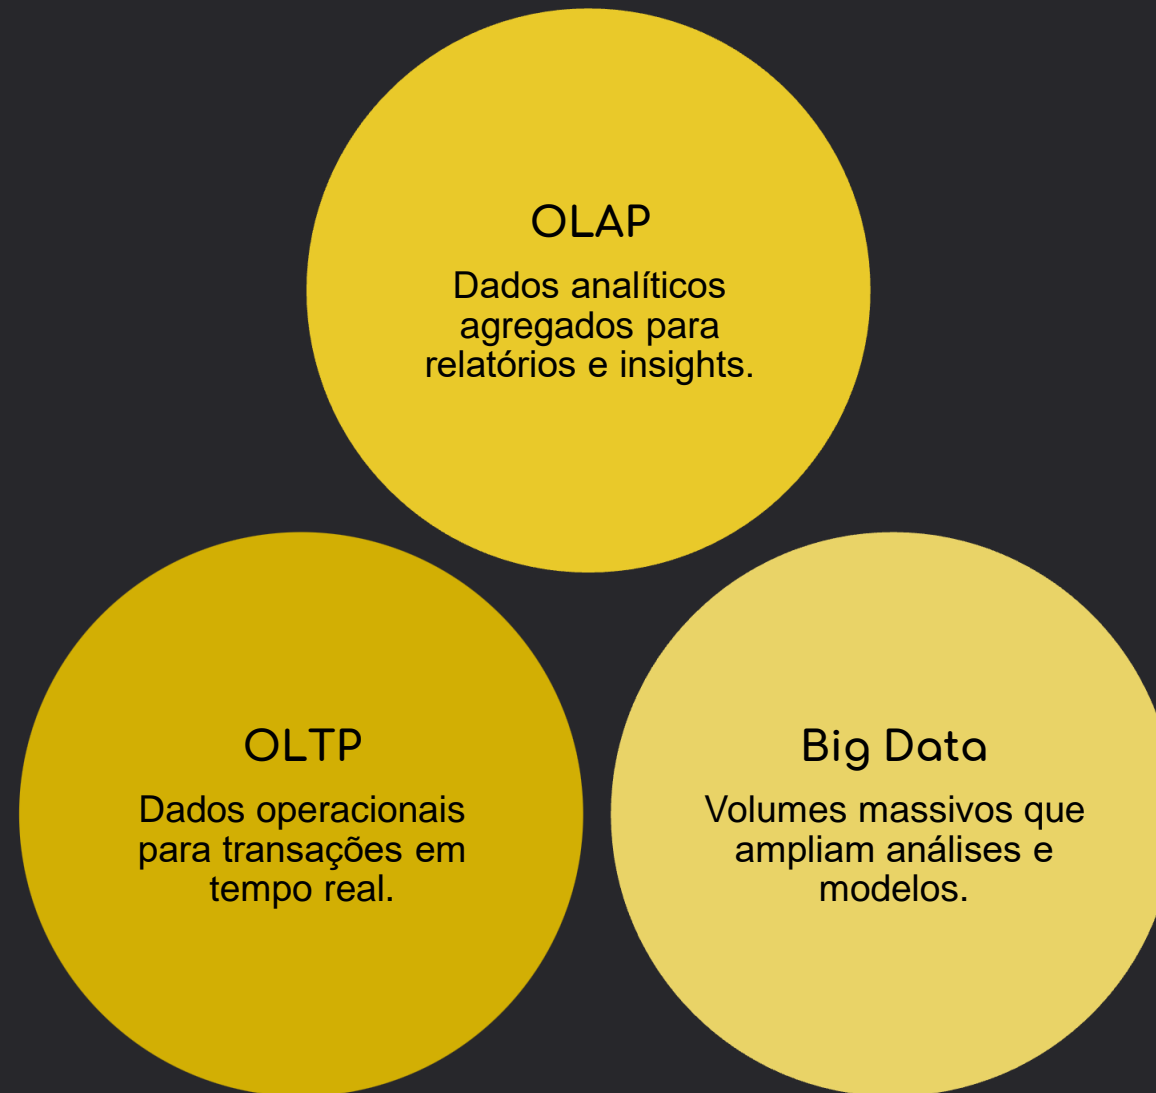 OLAP
Dados analíticos
agregados para
relatórios e insights.
OLTP
Dados operacionais
para transações em
tempo real.
Big Data
Volumes massivos que
ampliam análises e
modelos.